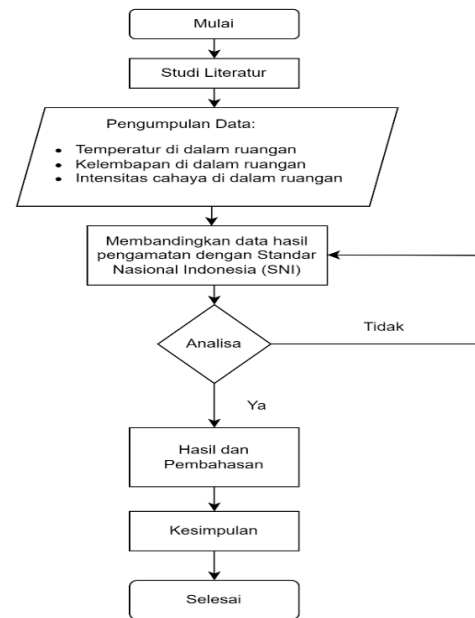 Mulai
Studi Literatur
Pengumpulan Data:
• Temperatur di dalam ruangan
• Kelembapan di dalam ruangan
• Intensitas cahaya di dalam ruangan
Membandingkan data hasil
pengamatan dengan Standar
Nasional Indonesia (SNI)
Analisa
Tidak
Ya
Hasil dan
Pembahasan
Kesimpulan
Selesai